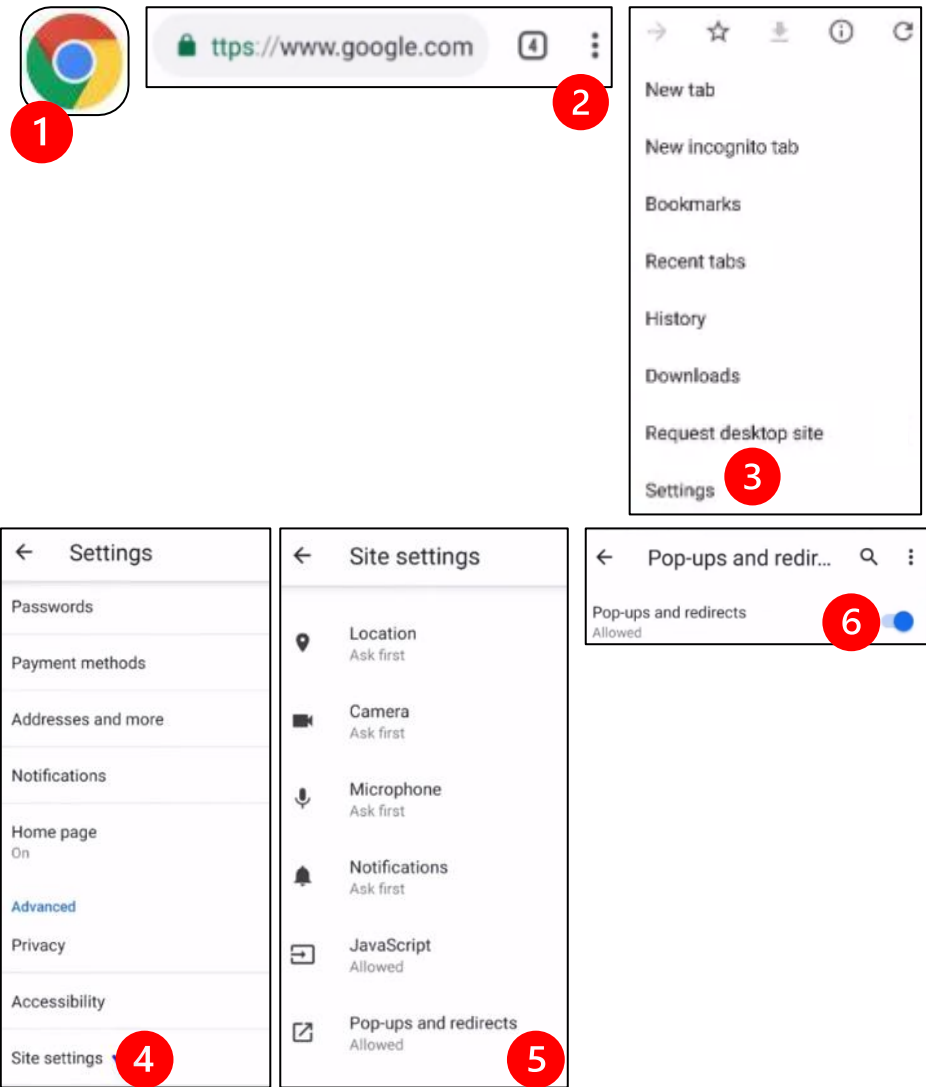 1
ttps://www.google.com
4
2
New tab
New incognito tab
Bookmarks
Recent tabs
History
Downloads
Request desktop site
Settings
3
Settings
Passwords
Payment methods
Addresses and more
Notifications
Home page
On
Advanced
Privacy
Accessibility
Site settings
4
Site settings
Location
Ask first
Camera
Ask first
Microphone
Ask first
Notifications
Ask first
JavaScript
Allowed
Pop-ups and redirects
Allowed
5
Pop-ups and redir...
Pop-ups and redirects
Allowed
6